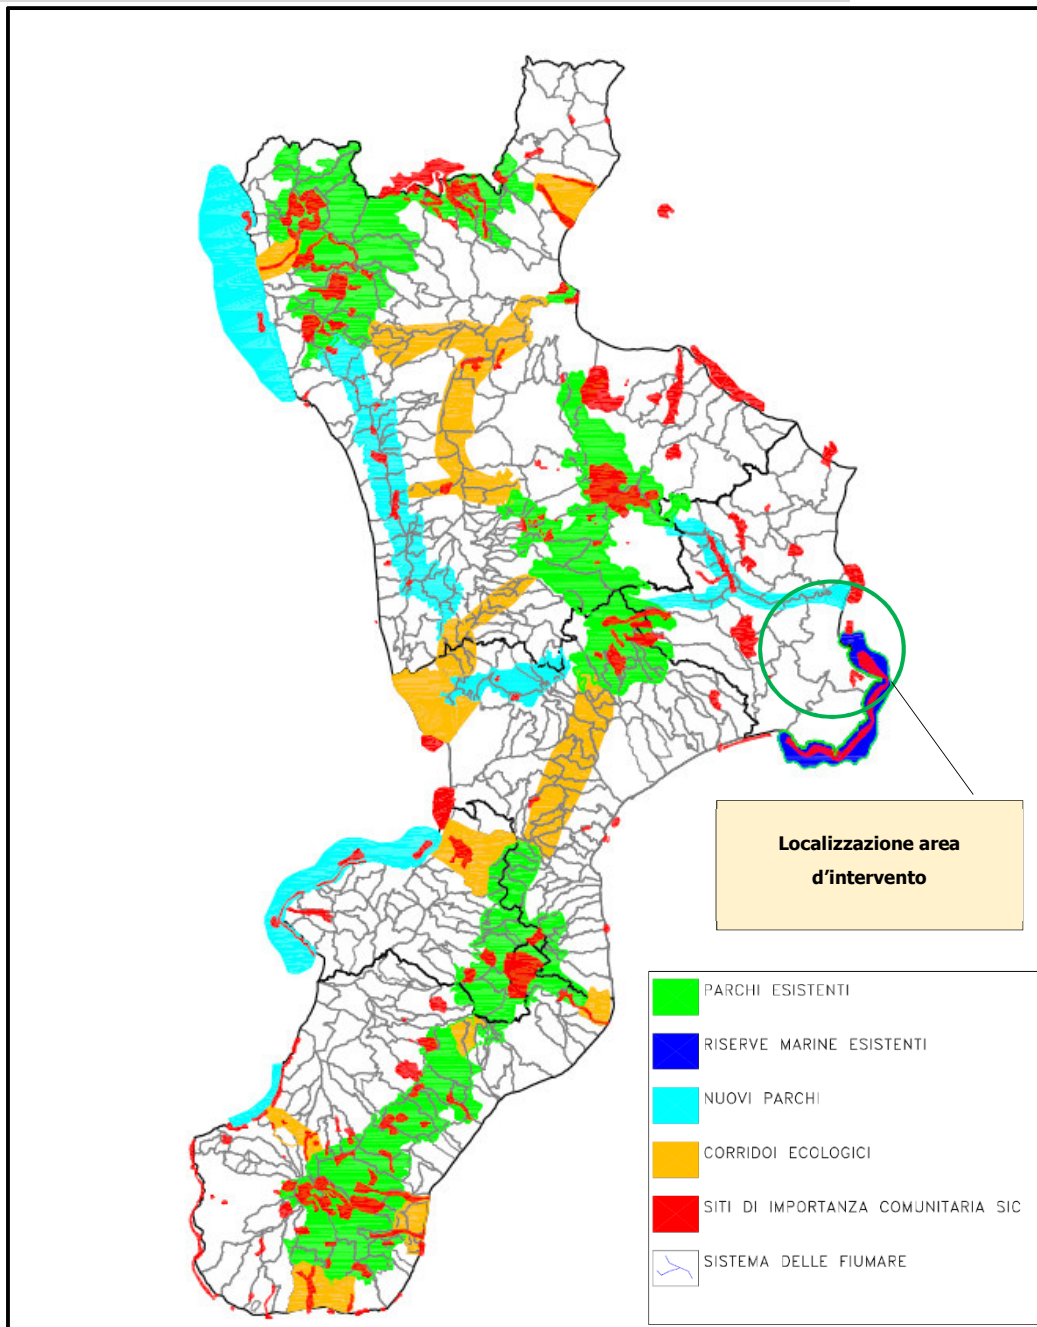 Localizzazione area
d'intervento
PARCHI ESISTENTI
RISERVE MARINE ESISTENTI
NUOVI PARCHI
CORRIDOI ECOLOGICI
SITI DI IMPORTANZA COMUNITARIA SIC
SISTEMA DELLE FIUMARE